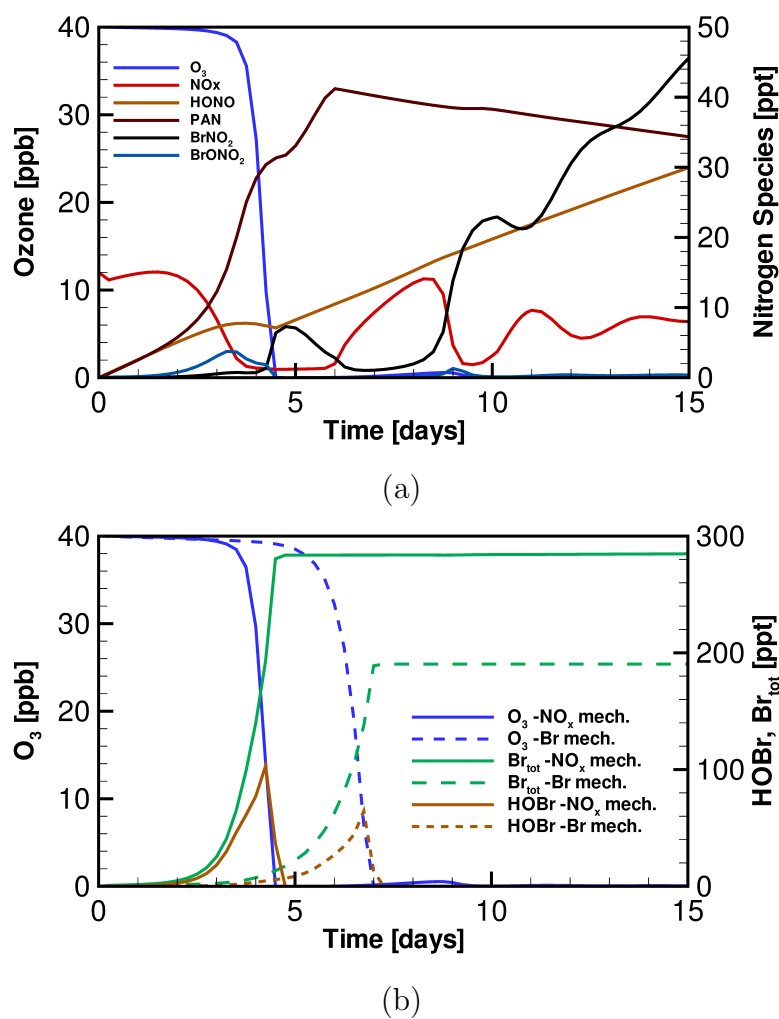 40
30
20
10
0
Ozone [ppb]
O3
NOx
HONO
PAN
BrNO2
BrONO2
50
40
30
20
10
0
Nitrogen Species [ppt]
0
5
10
15
Time [days]
(a)
40
30
20
10
0
O3 [ppb]
300
200
100
0
HOBr, Brtot [ppt]
O3 -NOx mech.
O3 -Br mech.
Brtot -NOx mech.
Brtot -Br mech.
HOBr -NOx mech.
HOBr -Br mech.
0
5
10
15
Time [days]
(b)